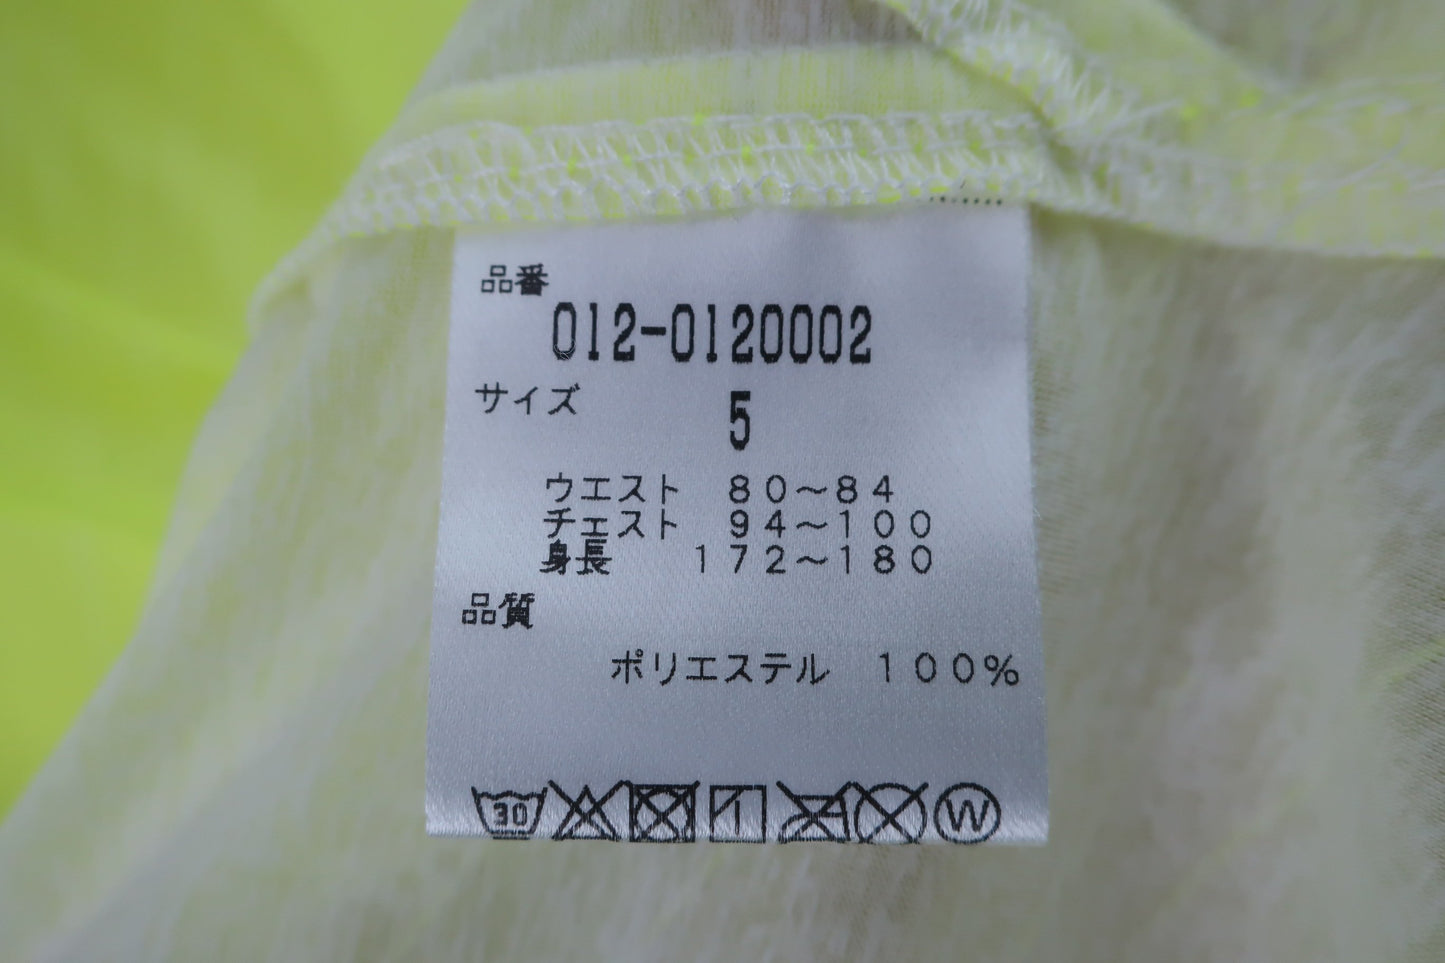 品番
012-0120002
サイズ 5
ウエスト 80～84
チェスト 94～100
身長 172～180
品質
ポリエステル 100%
30 W